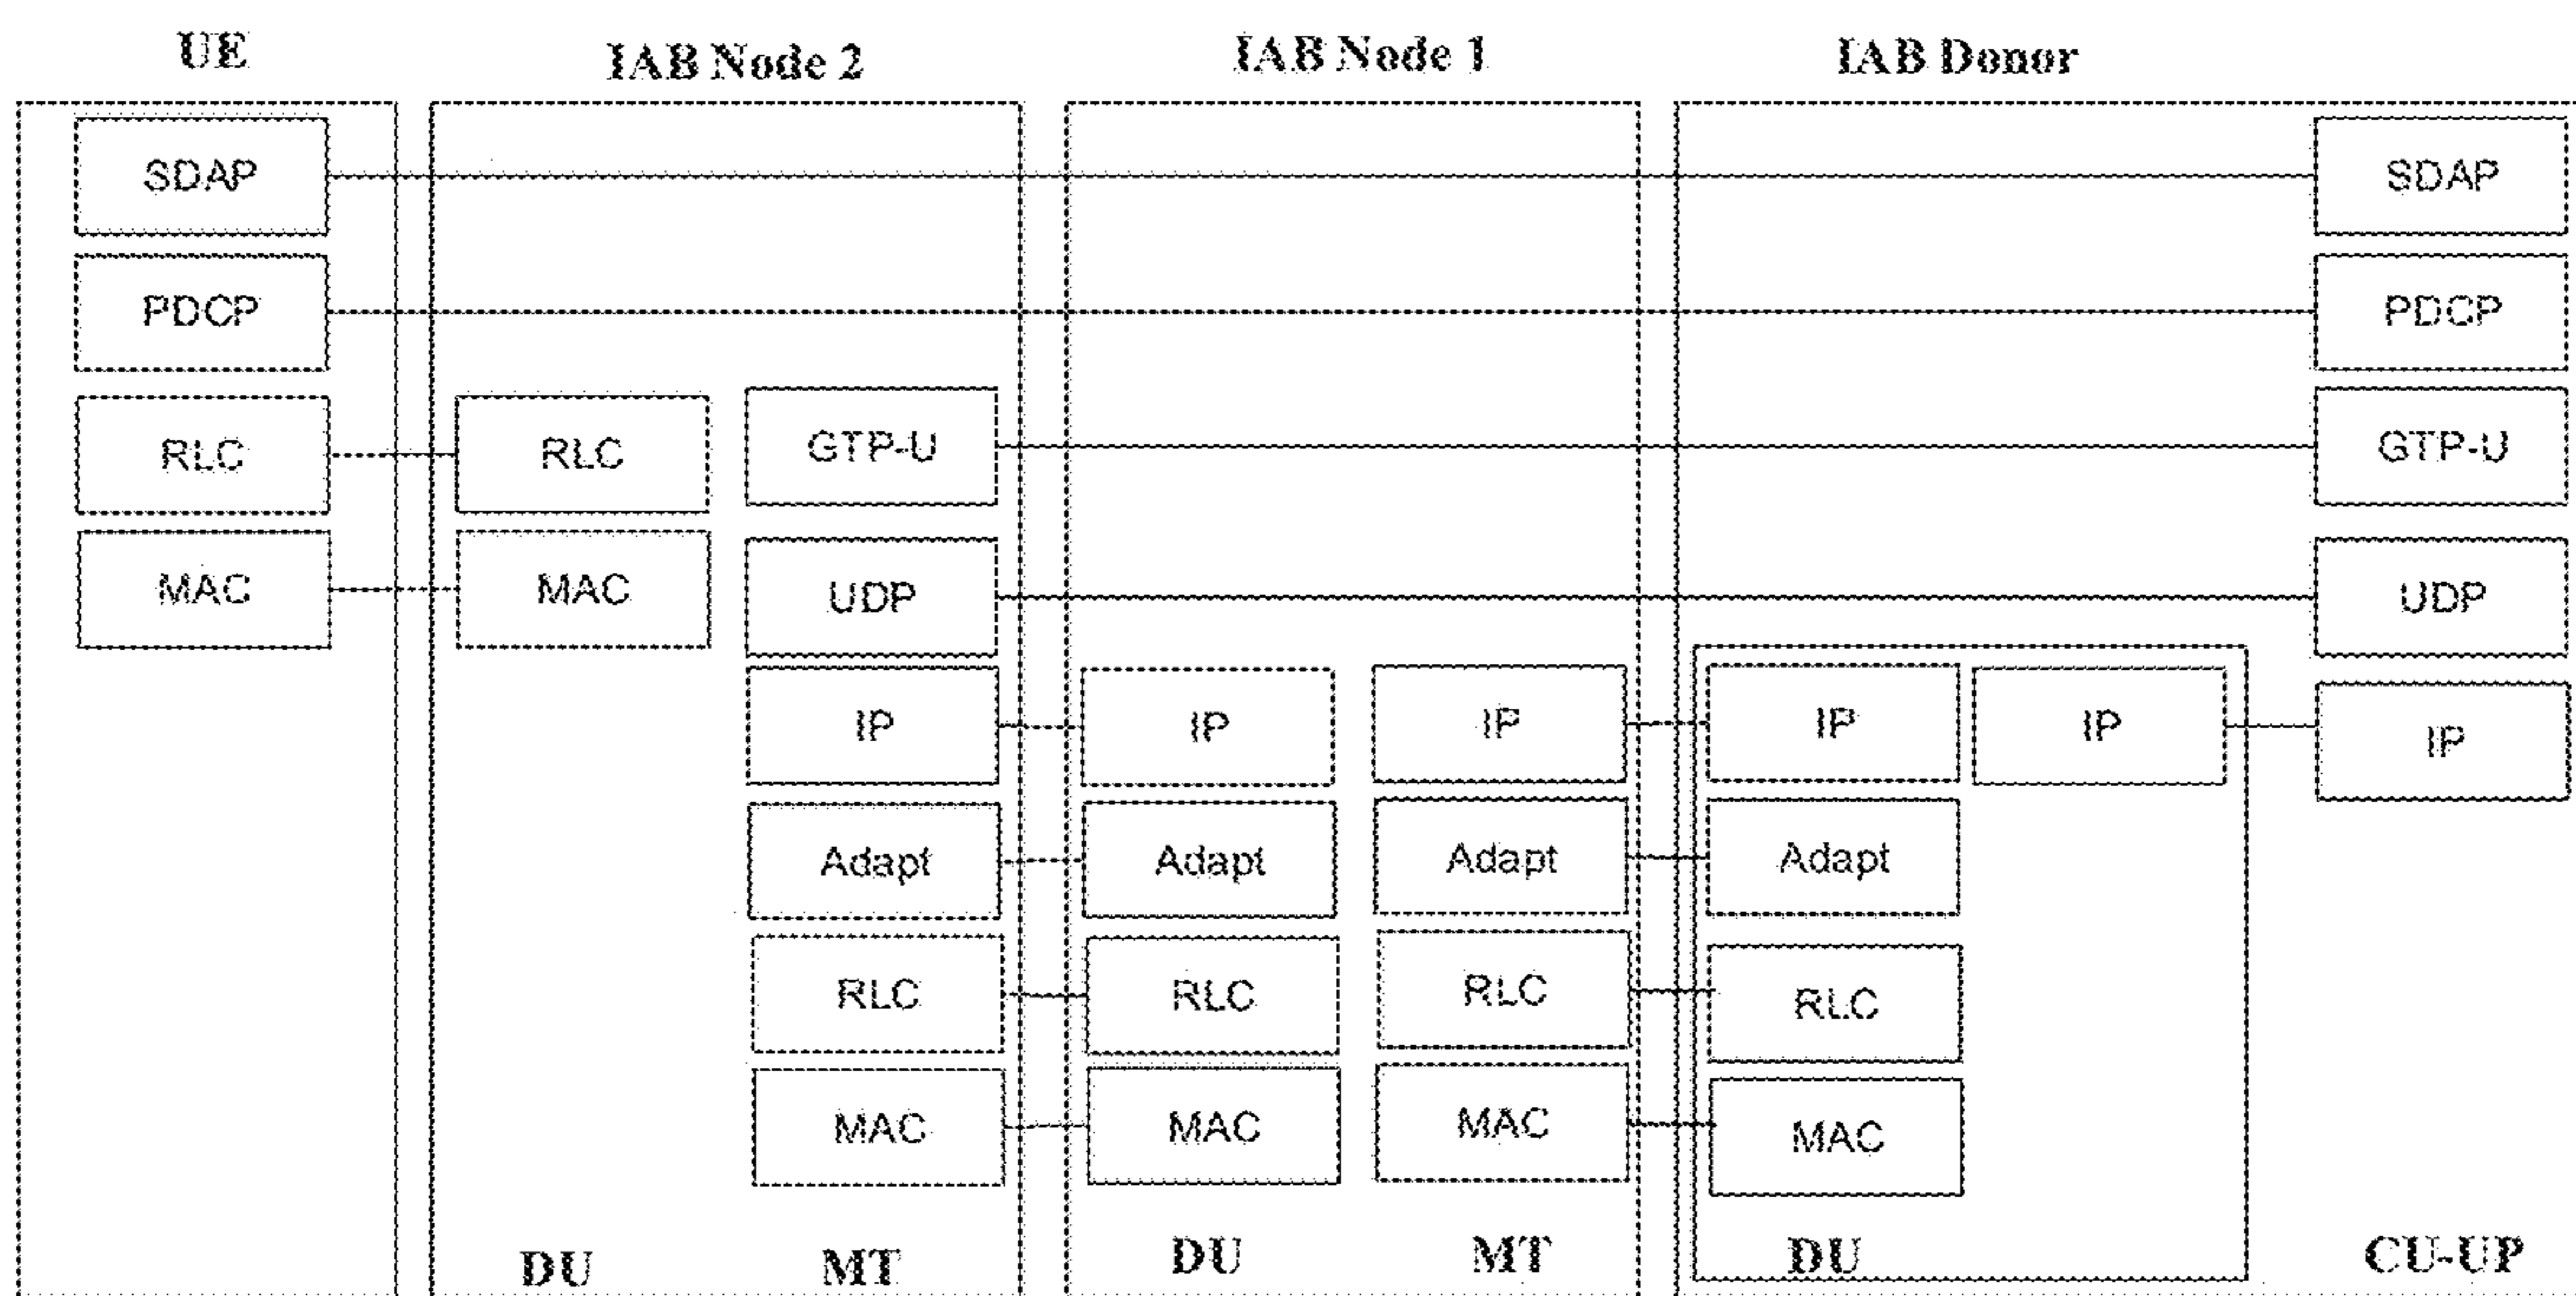 UE IAB Node 2 IAB Node 1 IAB Donor
SDAP SDAP
PDCP PDCP
RLC RLC GTP-U GTP-U
MAC MAC UDP UDP
IP IP IP IP IP IP
Adapt Adapt Adapt Adapt
RLC RLC RLC RLC
MAC MAC MAC MAC
DU MT DU MT DU CU-UP